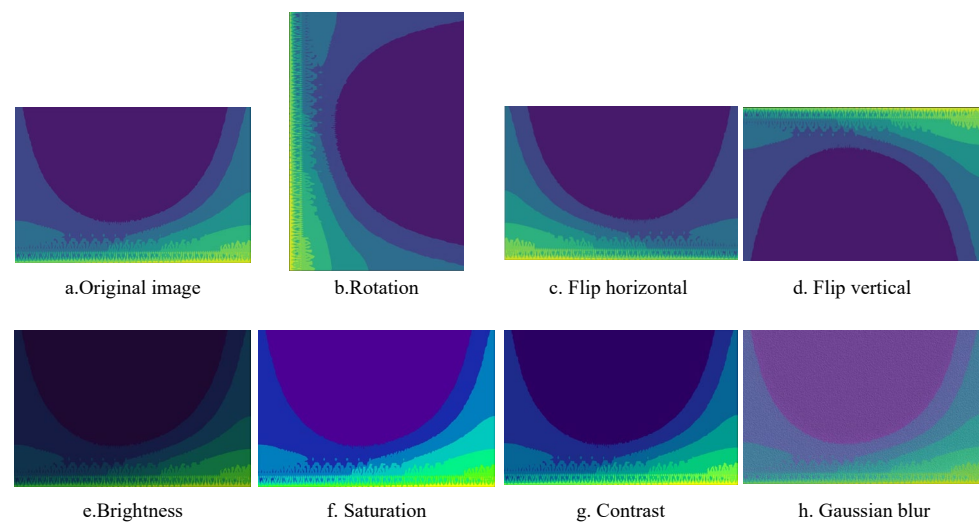 a.Original image
b.Rotation
c. Flip horizontal
d. Flip vertical
e.Brightness
f. Saturation
g. Contrast
h. Gaussian blur